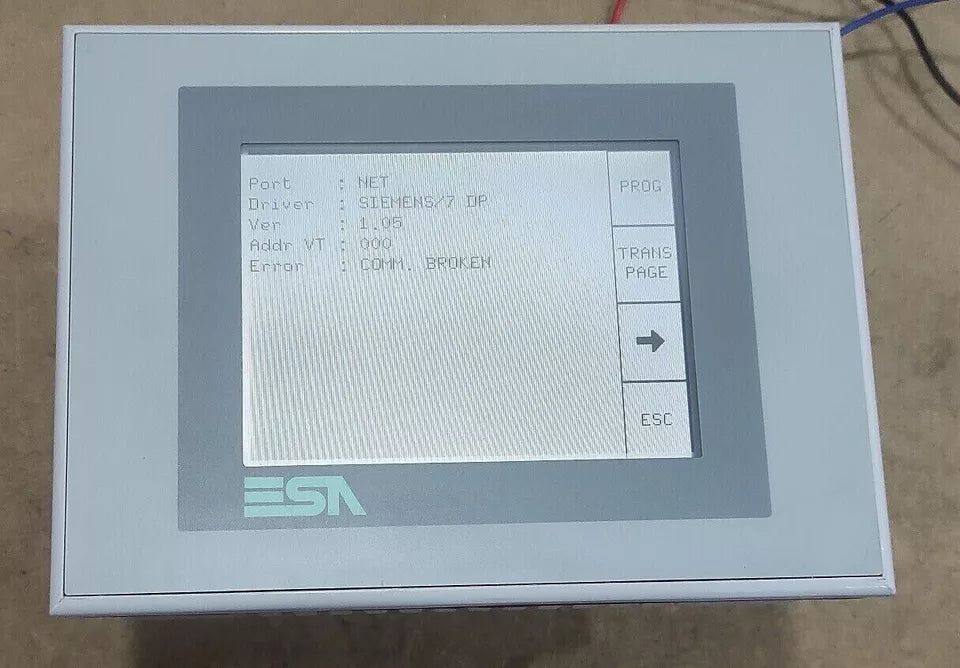 Port : NET
Driver : SIEMENS/7 DP
Ver : 1.05
Addr VT : 000
Error : COMM. BROKEN
PROG
TRANS
PAGE
ESC
ESA